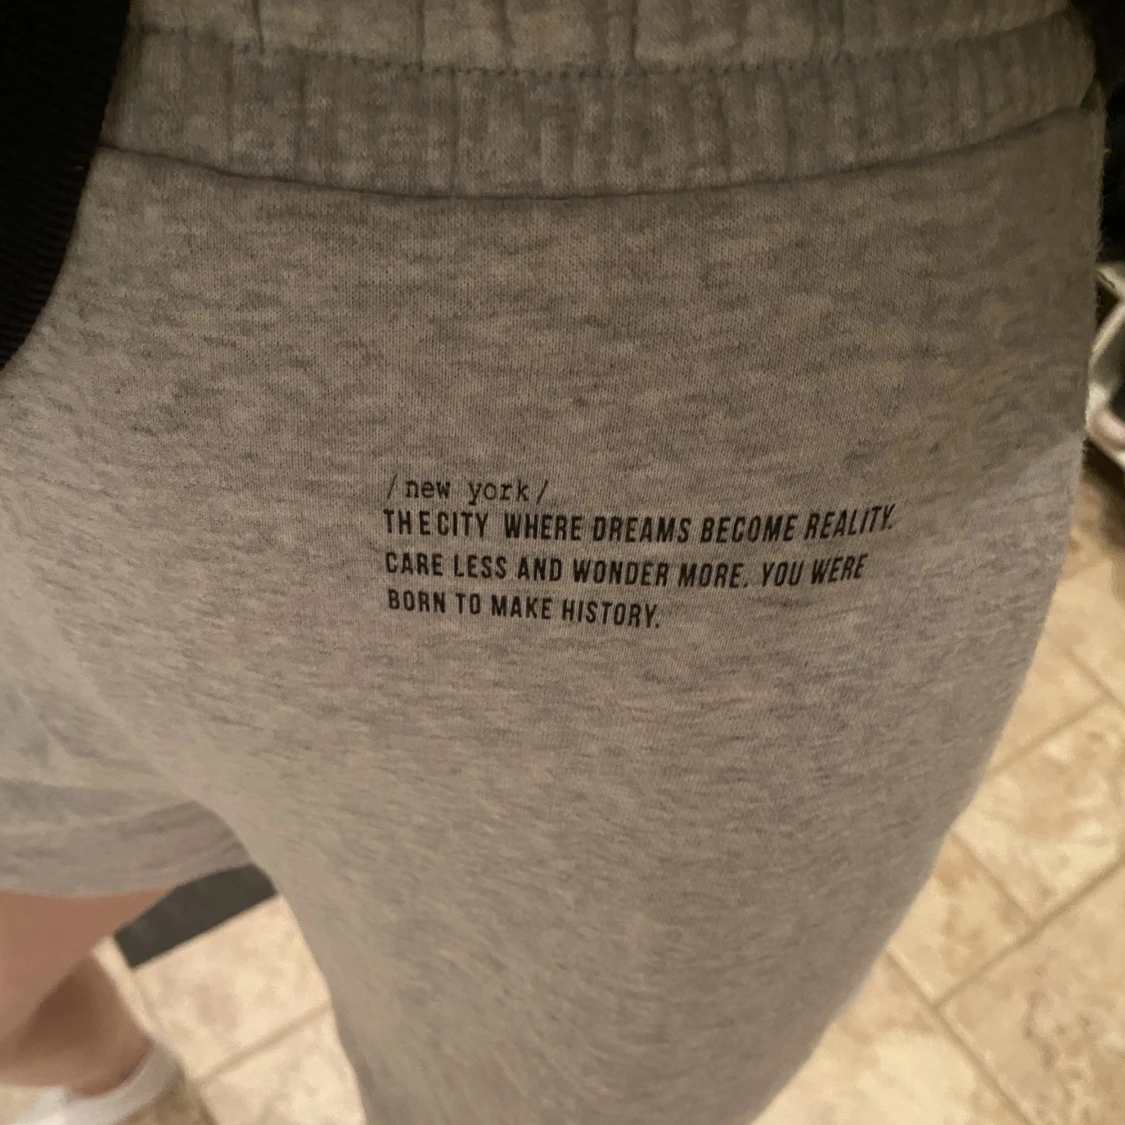 /new york/
THE CITY WHERE DREAMS BECOME REALITY.
CARE LESS AND WONDER MORE. YOU WERE
BORN TO MAKE HISTORY.